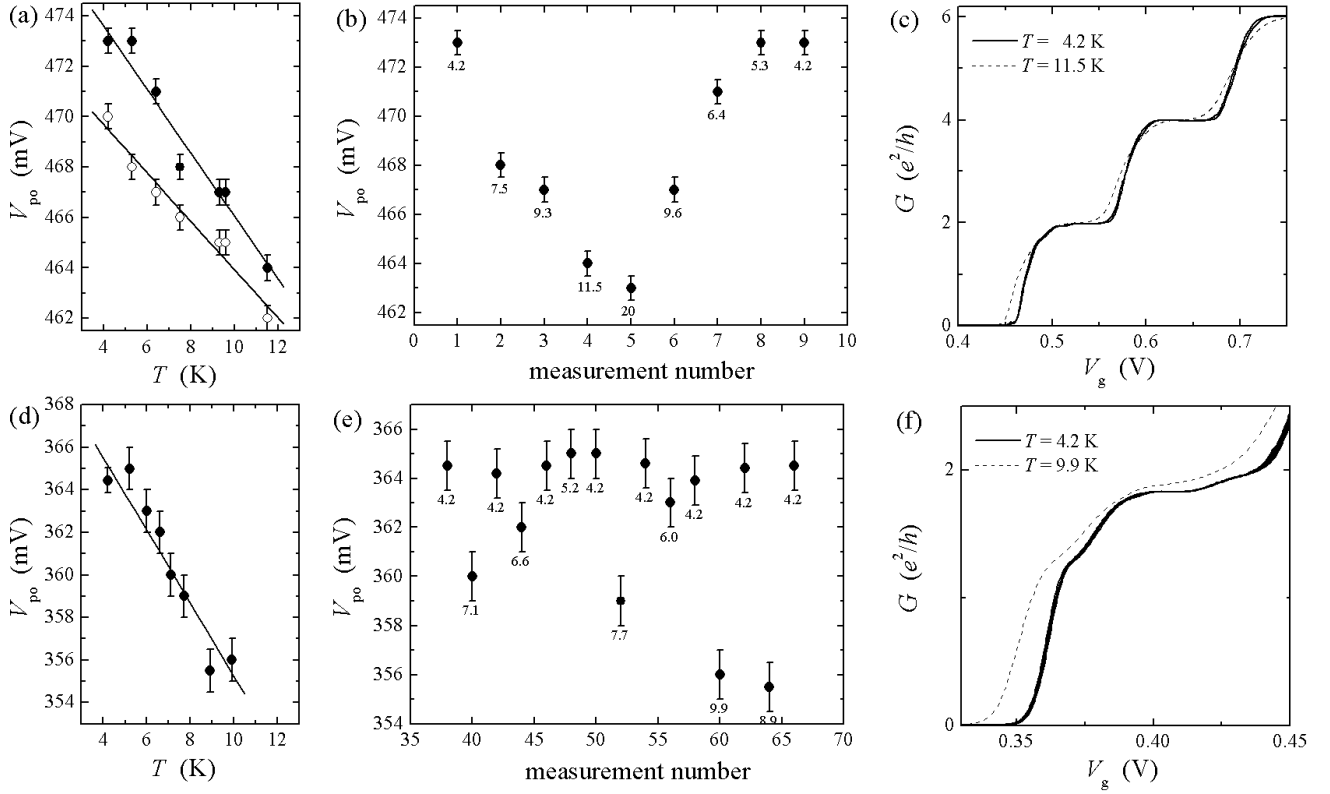 (a)
V_po (mV)
474
472
470
468
466
464
462
4 6 8 10 12
T (K)
(b)
V_po (mV)
474
472
470
468
466
464
462
4.2
7.5
9.3
11.5
20
9.6
6.4
5.3
4.2
0 1 2 3 4 5 6 7 8 9 10
measurement number
(c)
T = 4.2 K
T = 11.5 K
G (e²/h)
6
4
2
0
0.4 0.5 0.6 0.7
V_g (V)
(d)
V_po (mV)
368
366
364
362
360
358
356
354
4 6 8 10 12
T (K)
(e)
V_po (mV)
366
364
362
360
358
356
354
4.2
7.1
4.2
6.6
4.2
5.2
4.2
7.7
4.2
6.0
4.2
9.9
4.2
8.9
4.2
35 40 45 50 55 60 65 70
measurement number
(f)
T = 4.2 K
T = 9.9 K
G (e²/h)
2
0
0.35 0.40 0.45
V_g (V)